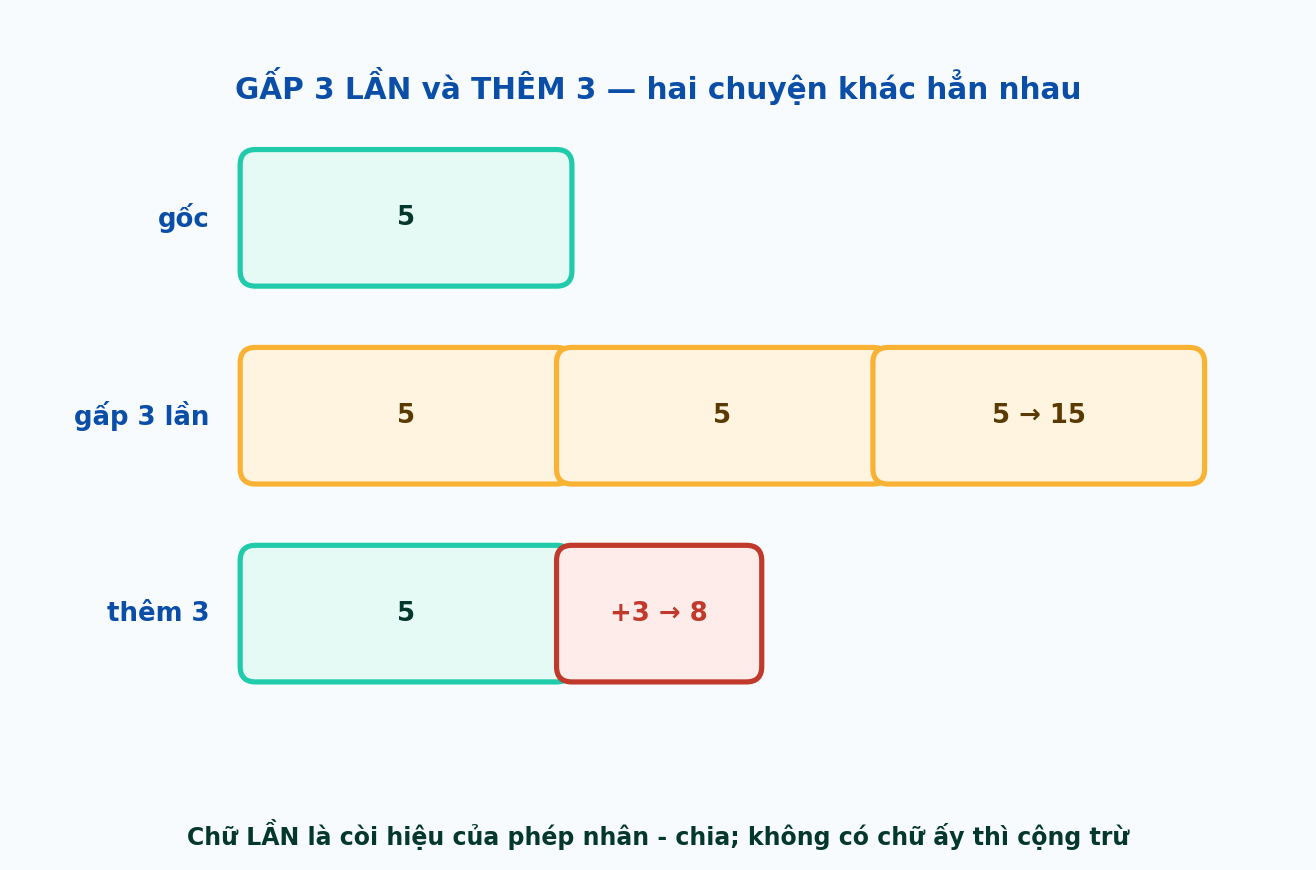 GẤP 3 LẦN và THÊM 3 — hai chuyện khác hẳn nhau
gốc
5
gấp 3 lần
5
5
5 → 15
thêm 3
5
+3 → 8
Chữ LẦN là còi hiệu của phép nhân - chia; không có chữ ấy thì cộng trừ